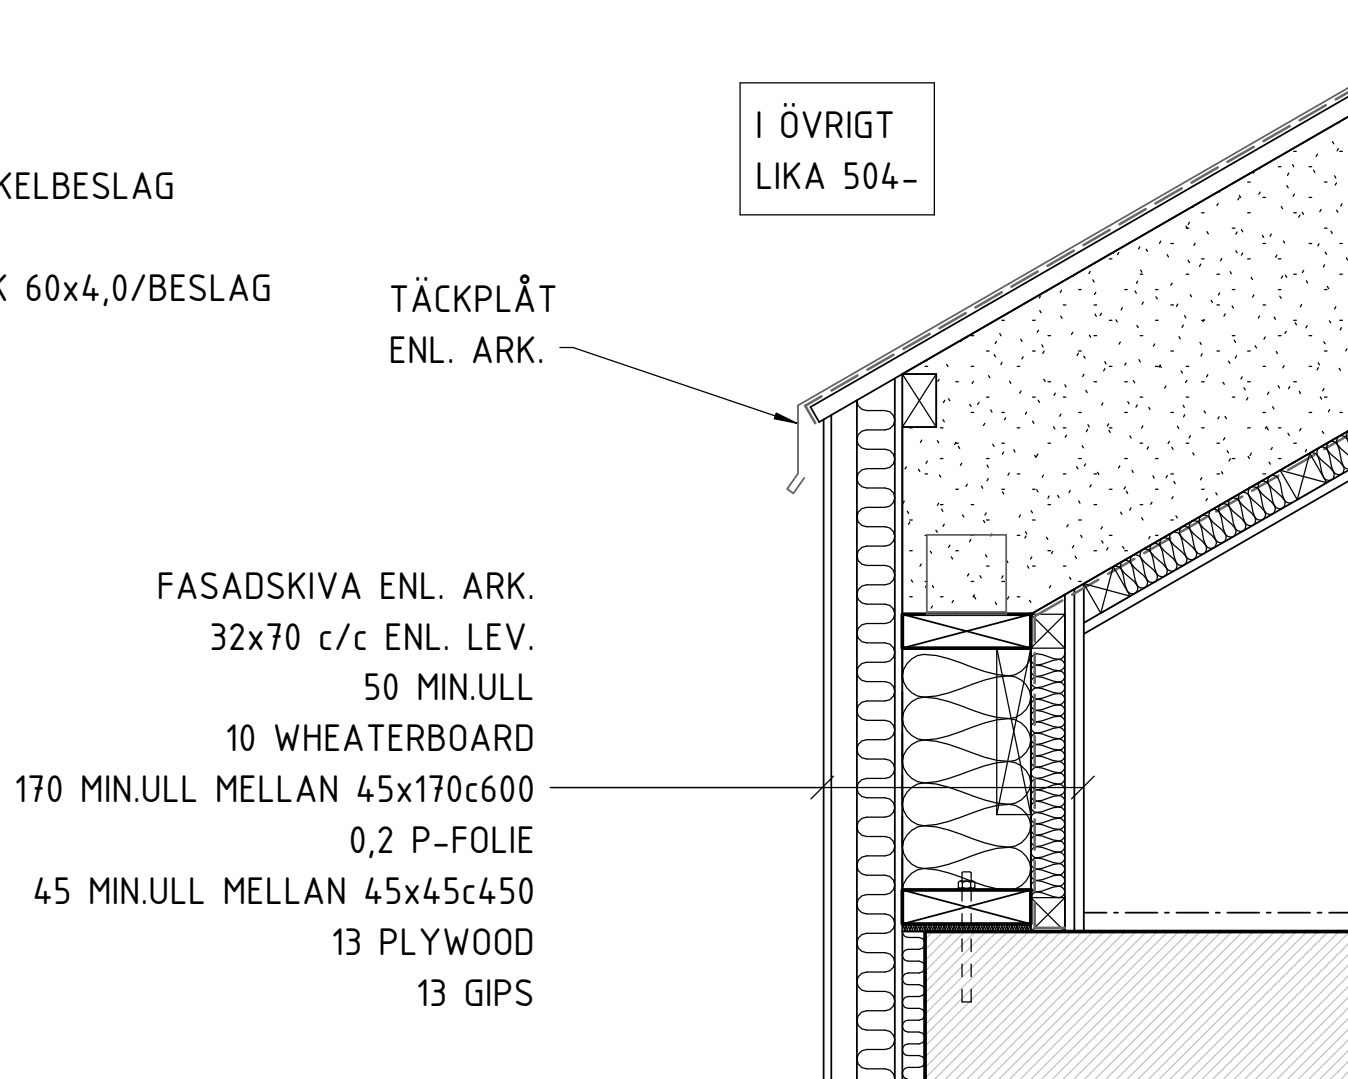 I ÖVRIGT
LIKA 504-
KELBESLAG
K 60x4,0/BESLAG
TÄCKPLÅT
ENL. ARK.
FASADSKIVA ENL. ARK.
32x70 c/c ENL. LEV.
50 MIN.ULL
10 WHEATERBOARD
170 MIN.ULL MELLAN 45x170c600
0,2 P-FOLIE
45 MIN.ULL MELLAN 45x45c450
13 PLYWOOD
13 GIPS